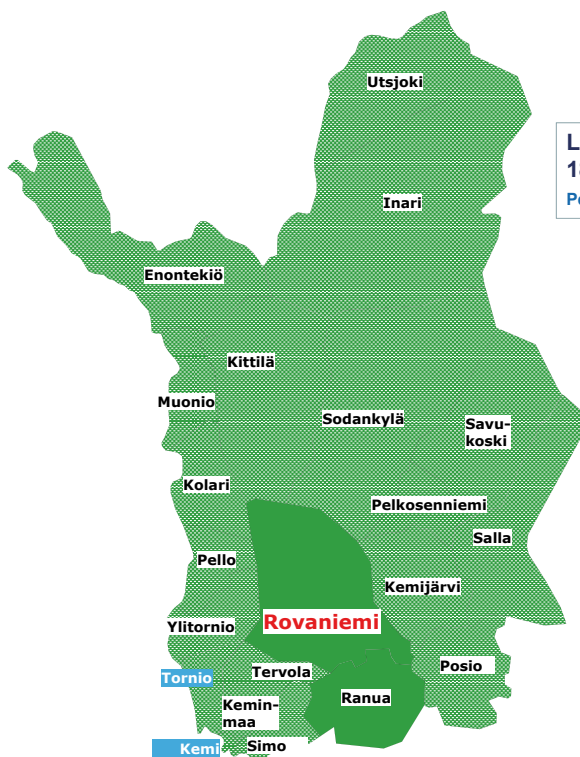 Utsjoki
Inari
Enontekiö
Kittilä
Muonio
Sodankylä
Savu-
koski
Kolari
Pelkosenniemi
Salla
Pello
Kemijärvi
Rovaniemi
Ylitornio
Tervola
Posio
Tornio
Ranua
Kemin-
maa
Simo
Kemi